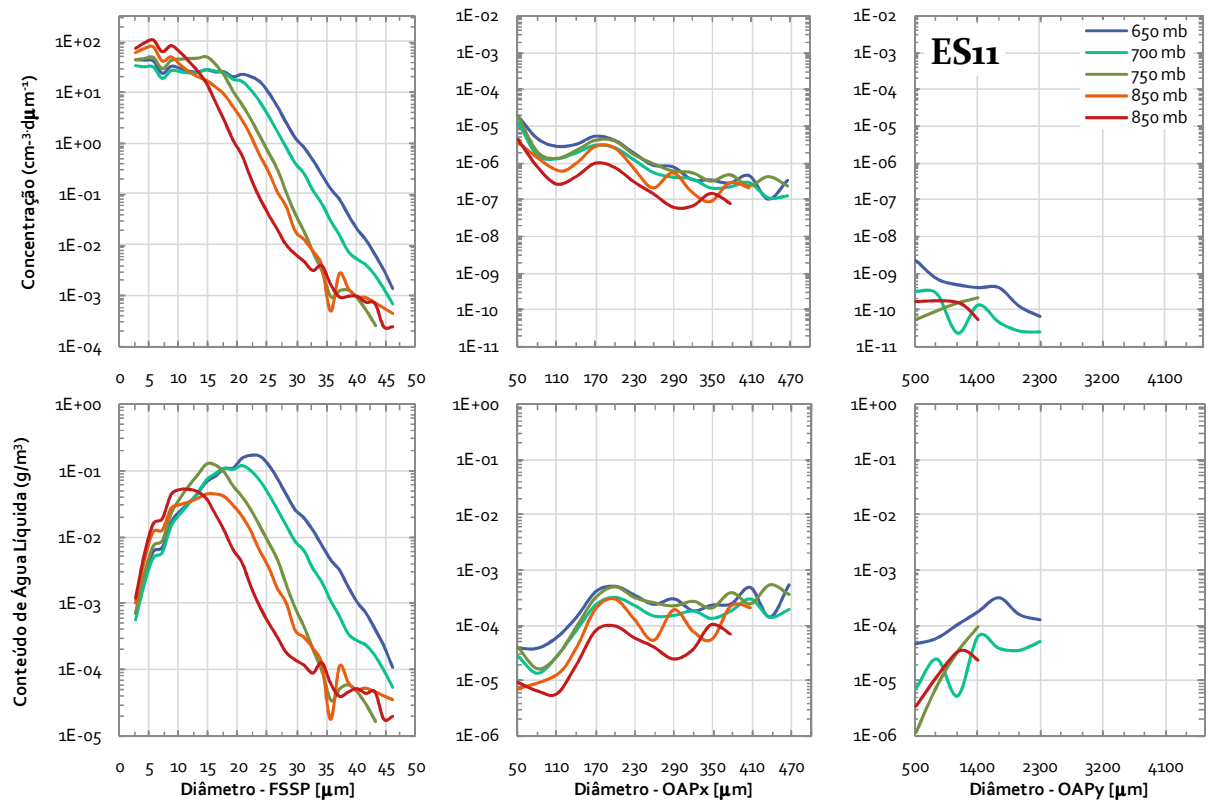 Concentração (cm⁻³dµm⁻¹)
1E+02
1E+01
1E+00
1E-01
1E-02
1E-03
1E-04
0 5 10 15 20 25 30 35 40 45 50
1E-02
1E-03
1E-04
1E-05
1E-06
1E-07
1E-08
1E-09
1E-10
1E-11
50 110 170 230 290 350 410 470
1E-02
1E-03
1E-04
1E-05
1E-06
1E-07
1E-08
1E-09
1E-10
1E-11
500 1400 2300 3200 4100
ES11
650 mb
700 mb
750 mb
850 mb
850 mb
Conteúdo de Água Líquida (g/m³)
1E+00
1E-01
1E-02
1E-03
1E-04
1E-05
0 5 10 15 20 25 30 35 40 45 50
Diâmetro - FSSP [µm]
1E+00
1E-01
1E-02
1E-03
1E-04
1E-05
1E-06
50 110 170 230 290 350 410 470
Diâmetro - OAPx [µm]
1E+00
1E-01
1E-02
1E-03
1E-04
1E-05
1E-06
500 1400 2300 3200 4100
Diâmetro - OAPy [µm]